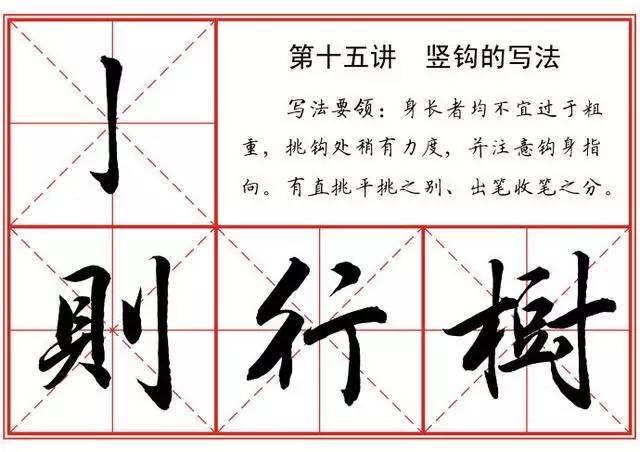 第十五讲 竖钩的写法
写法要领：身长者均不宜过于粗
重，挑钩处稍有力度，并注意钩身指
向。有直挑平挑之别、出笔收笔之分。
亅
則 行 樹